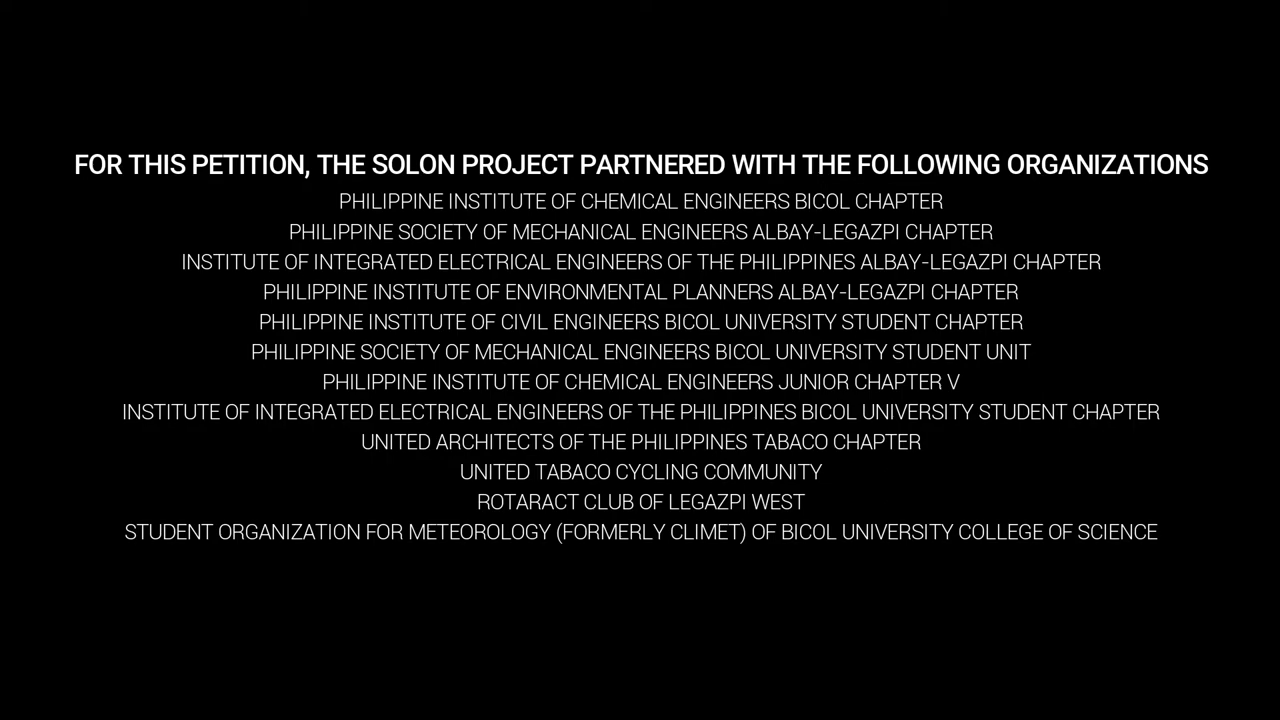 FOR THIS PETITION, THE SOLON PROJECT PARTNERED WITH THE FOLLOWING ORGANIZATIONS
PHILIPPINE INSTITUTE OF CHEMICAL ENGINEERS BICOL CHAPTER
PHILIPPINE SOCIETY OF MECHANICAL ENGINEERS ALBAY-LEGAZPI CHAPTER
INSTITUTE OF INTEGRATED ELECTRICAL ENGINEERS OF THE PHILIPPINES ALBAY-LEGAZPI CHAPTER
PHILIPPINE INSTITUTE OF ENVIRONMENTAL PLANNERS ALBAY-LEGAZPI CHAPTER
PHILIPPINE INSTITUTE OF CIVIL ENGINEERS BICOL UNIVERSITY STUDENT CHAPTER
PHILIPPINE SOCIETY OF MECHANICAL ENGINEERS BICOL UNIVERSITY STUDENT UNIT
PHILIPPINE INSTITUTE OF CHEMICAL ENGINEERS JUNIOR CHAPTER V
INSTITUTE OF INTEGRATED ELECTRICAL ENGINEERS OF THE PHILIPPINES BICOL UNIVERSITY STUDENT CHAPTER
UNITED ARCHITECTS OF THE PHILIPPINES TABACO CHAPTER
UNITED TABACO CYCLING COMMUNITY
ROTARACT CLUB OF LEGAZPI WEST
STUDENT ORGANIZATION FOR METEOROLOGY (FORMERLY CLIMET) OF BICOL UNIVERSITY COLLEGE OF SCIENCE